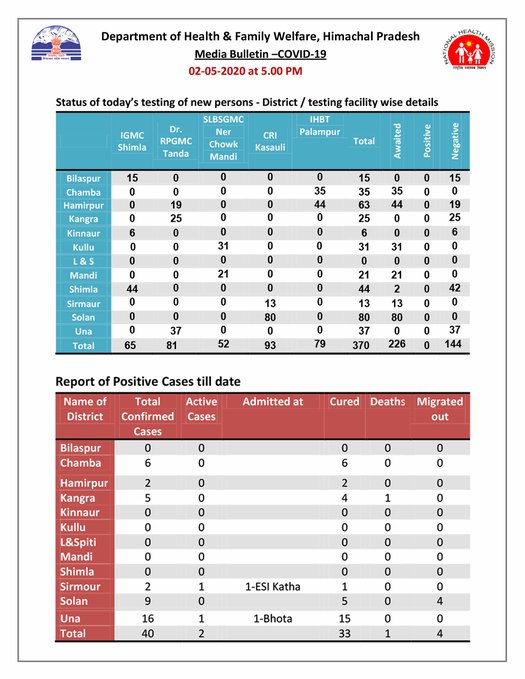 Department of Health & Family Welfare, Himachal Pradesh
Media Bulletin –COVID-19
02-05-2020 at 5.00 PM
NATIONAL HEALTH MISSION
Status of today's testing of new persons - District / testing facility wise details
IGMC Shimla Dr. RPGMC Tanda SLBSGMC Ner Chowk Mandi CRI Kasauli IHBT Palampur Total Awaited Positive Negative
Bilaspur 15 0 0 0 0 15 0 0 15
Chamba 0 0 0 0 35 35 35 0 0
Hamirpur 0 19 0 0 44 63 44 0 19
Kangra 0 25 0 0 0 25 0 0 25
Kinnaur 6 0 0 0 0 6 0 0 6
Kullu 0 0 31 0 0 31 31 0 0
L & S 0 0 0 0 0 0 0 0 0
Mandi 0 0 21 0 0 21 21 0 0
Shimla 44 0 0 0 0 44 2 0 42
Sirmaur 0 0 0 13 0 13 13 0 0
Solan 0 0 0 80 0 80 80 0 0
Una 0 37 0 0 0 37 0 0 37
Total 65 81 52 93 79 370 226 0 144
Report of Positive Cases till date
Name of District Total Confirmed Cases Active Cases Admitted at Cured Deaths Migrated out
Bilaspur 0 0 0 0 0
Chamba 6 0 6 0 0
Hamirpur 2 0 2 0 0
Kangra 5 0 4 1 0
Kinnaur 0 0 0 0 0
Kullu 0 0 0 0 0
L&Spiti 0 0 0 0 0
Mandi 0 0 0 0 0
Shimla 0 0 0 0 0
Sirmour 2 1 1-ESI Katha 1 0 0
Solan 9 0 5 0 4
Una 16 1 1-Bhota 15 0 0
Total 40 2 33 1 4